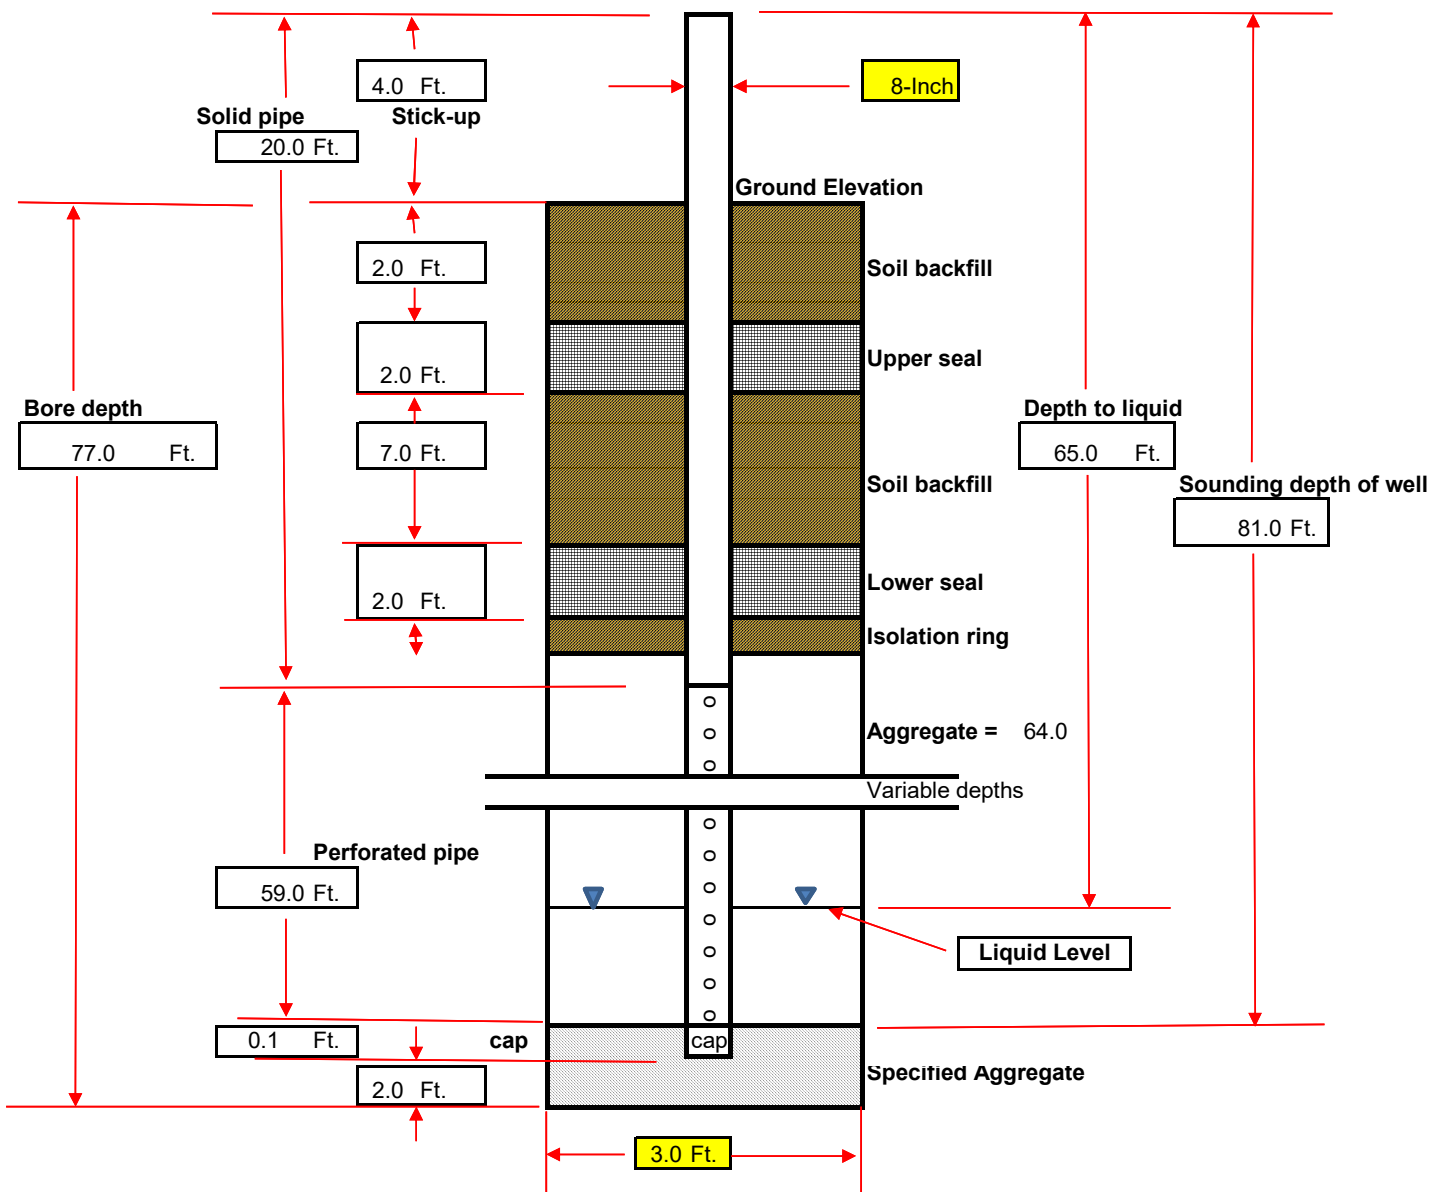 4.0 Ft.
8-Inch
Solid pipe
Stick-up
20.0 Ft.
Ground Elevation
2.0 Ft.
Soil backfill
2.0 Ft.
Upper seal
Bore depth
77.0 Ft.
7.0 Ft.
Depth to liquid
65.0 Ft.
Soil backfill
Sounding depth of well
81.0 Ft.
2.0 Ft.
Lower seal
Isolation ring
Aggregate = 64.0
Variable depths
Perforated pipe
59.0 Ft.
Liquid Level
0.1 Ft.
cap
cap
2.0 Ft.
Specified Aggregate
3.0 Ft.